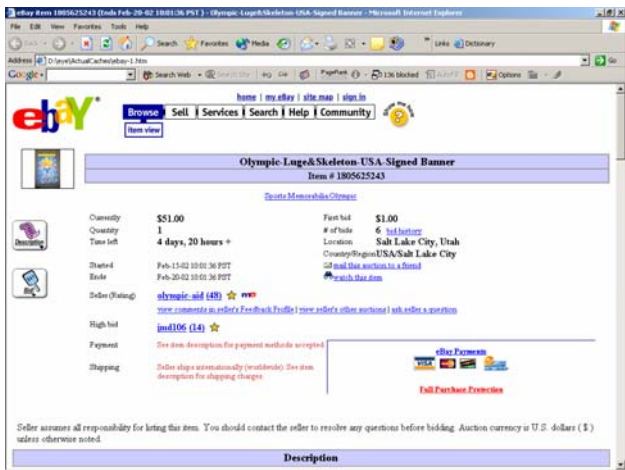 eBay item 1805625243 (Ends Feb-20-02 10:01:36 PST) - Olympic-Luge&Skeleton-USA-Signed Banner - Microsoft Internet Explorer
File Edit View Favorites Tools Help
Back Search Favorites Media Links Dictionary
Address D:\eye\ActualCaches\ebay-1.htm Go
Google Search Web PageRank 136 blocked AutoFill Options
home | my eBay | site map | sign in
ebY
Browse Sell Services Search Help Community
item view
Olympic-Luge&Skeleton-USA-Signed Banner
Item # 1805625243
Sports Memorabilia:Olympic
Description
Currently $51.00 First bid $1.00
Quantity 1 # of bids 6 bid history
Time left 4 days, 20 hours + Location Salt Lake City, Utah
Country/Region USA/Salt Lake City
Started Feb-15-02 10:01:36 PST mail this auction to a friend
Ends Feb-20-02 10:01:36 PST watch this item
Bid
Seller (Rating) olympic-aid (48)
view comments in seller's Feedback Profile | view seller's other auctions | ask seller a question
High bid jmd106 (14)
Payment See item description for payment methods accepted
eBay Payments
VISA
Shipping Seller ships internationally (worldwide). See item
description for shipping charges.
Full Purchase Protection
Seller assumes all responsibility for listing this item. You should contact the seller to resolve any questions before bidding. Auction currency is U.S. dollars ( $ )
unless otherwise noted.
Description